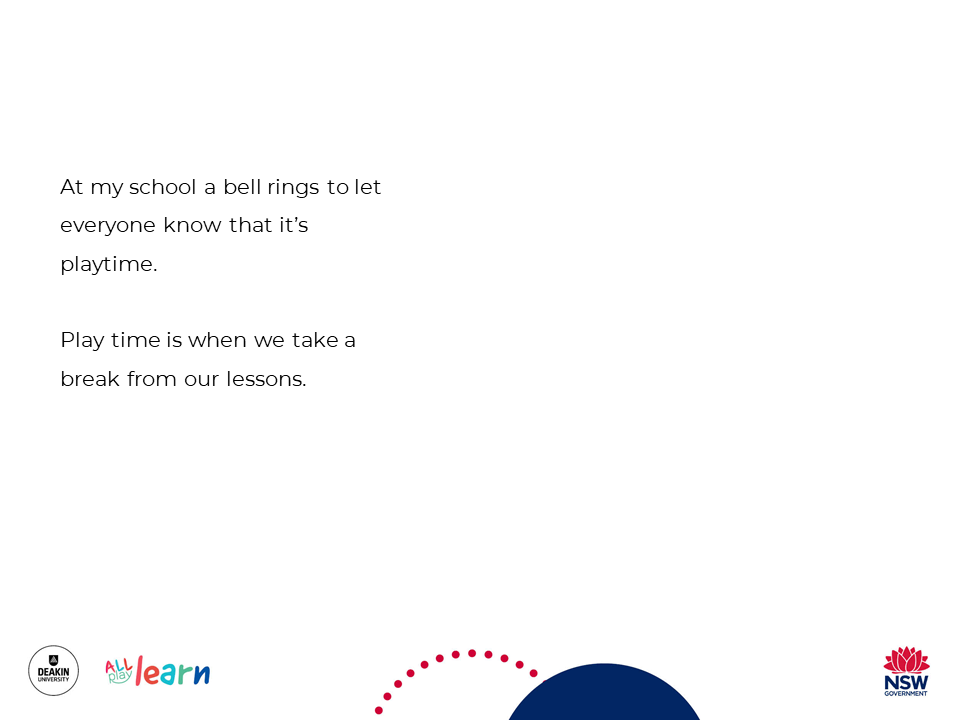 At my school a bell rings to let
everyone know that it’s
playtime.
Play time is when we take a
break from our lessons.
DEAKIN
UNIVERSITY
ALL
play
learn
NSW
GOVERNMENT